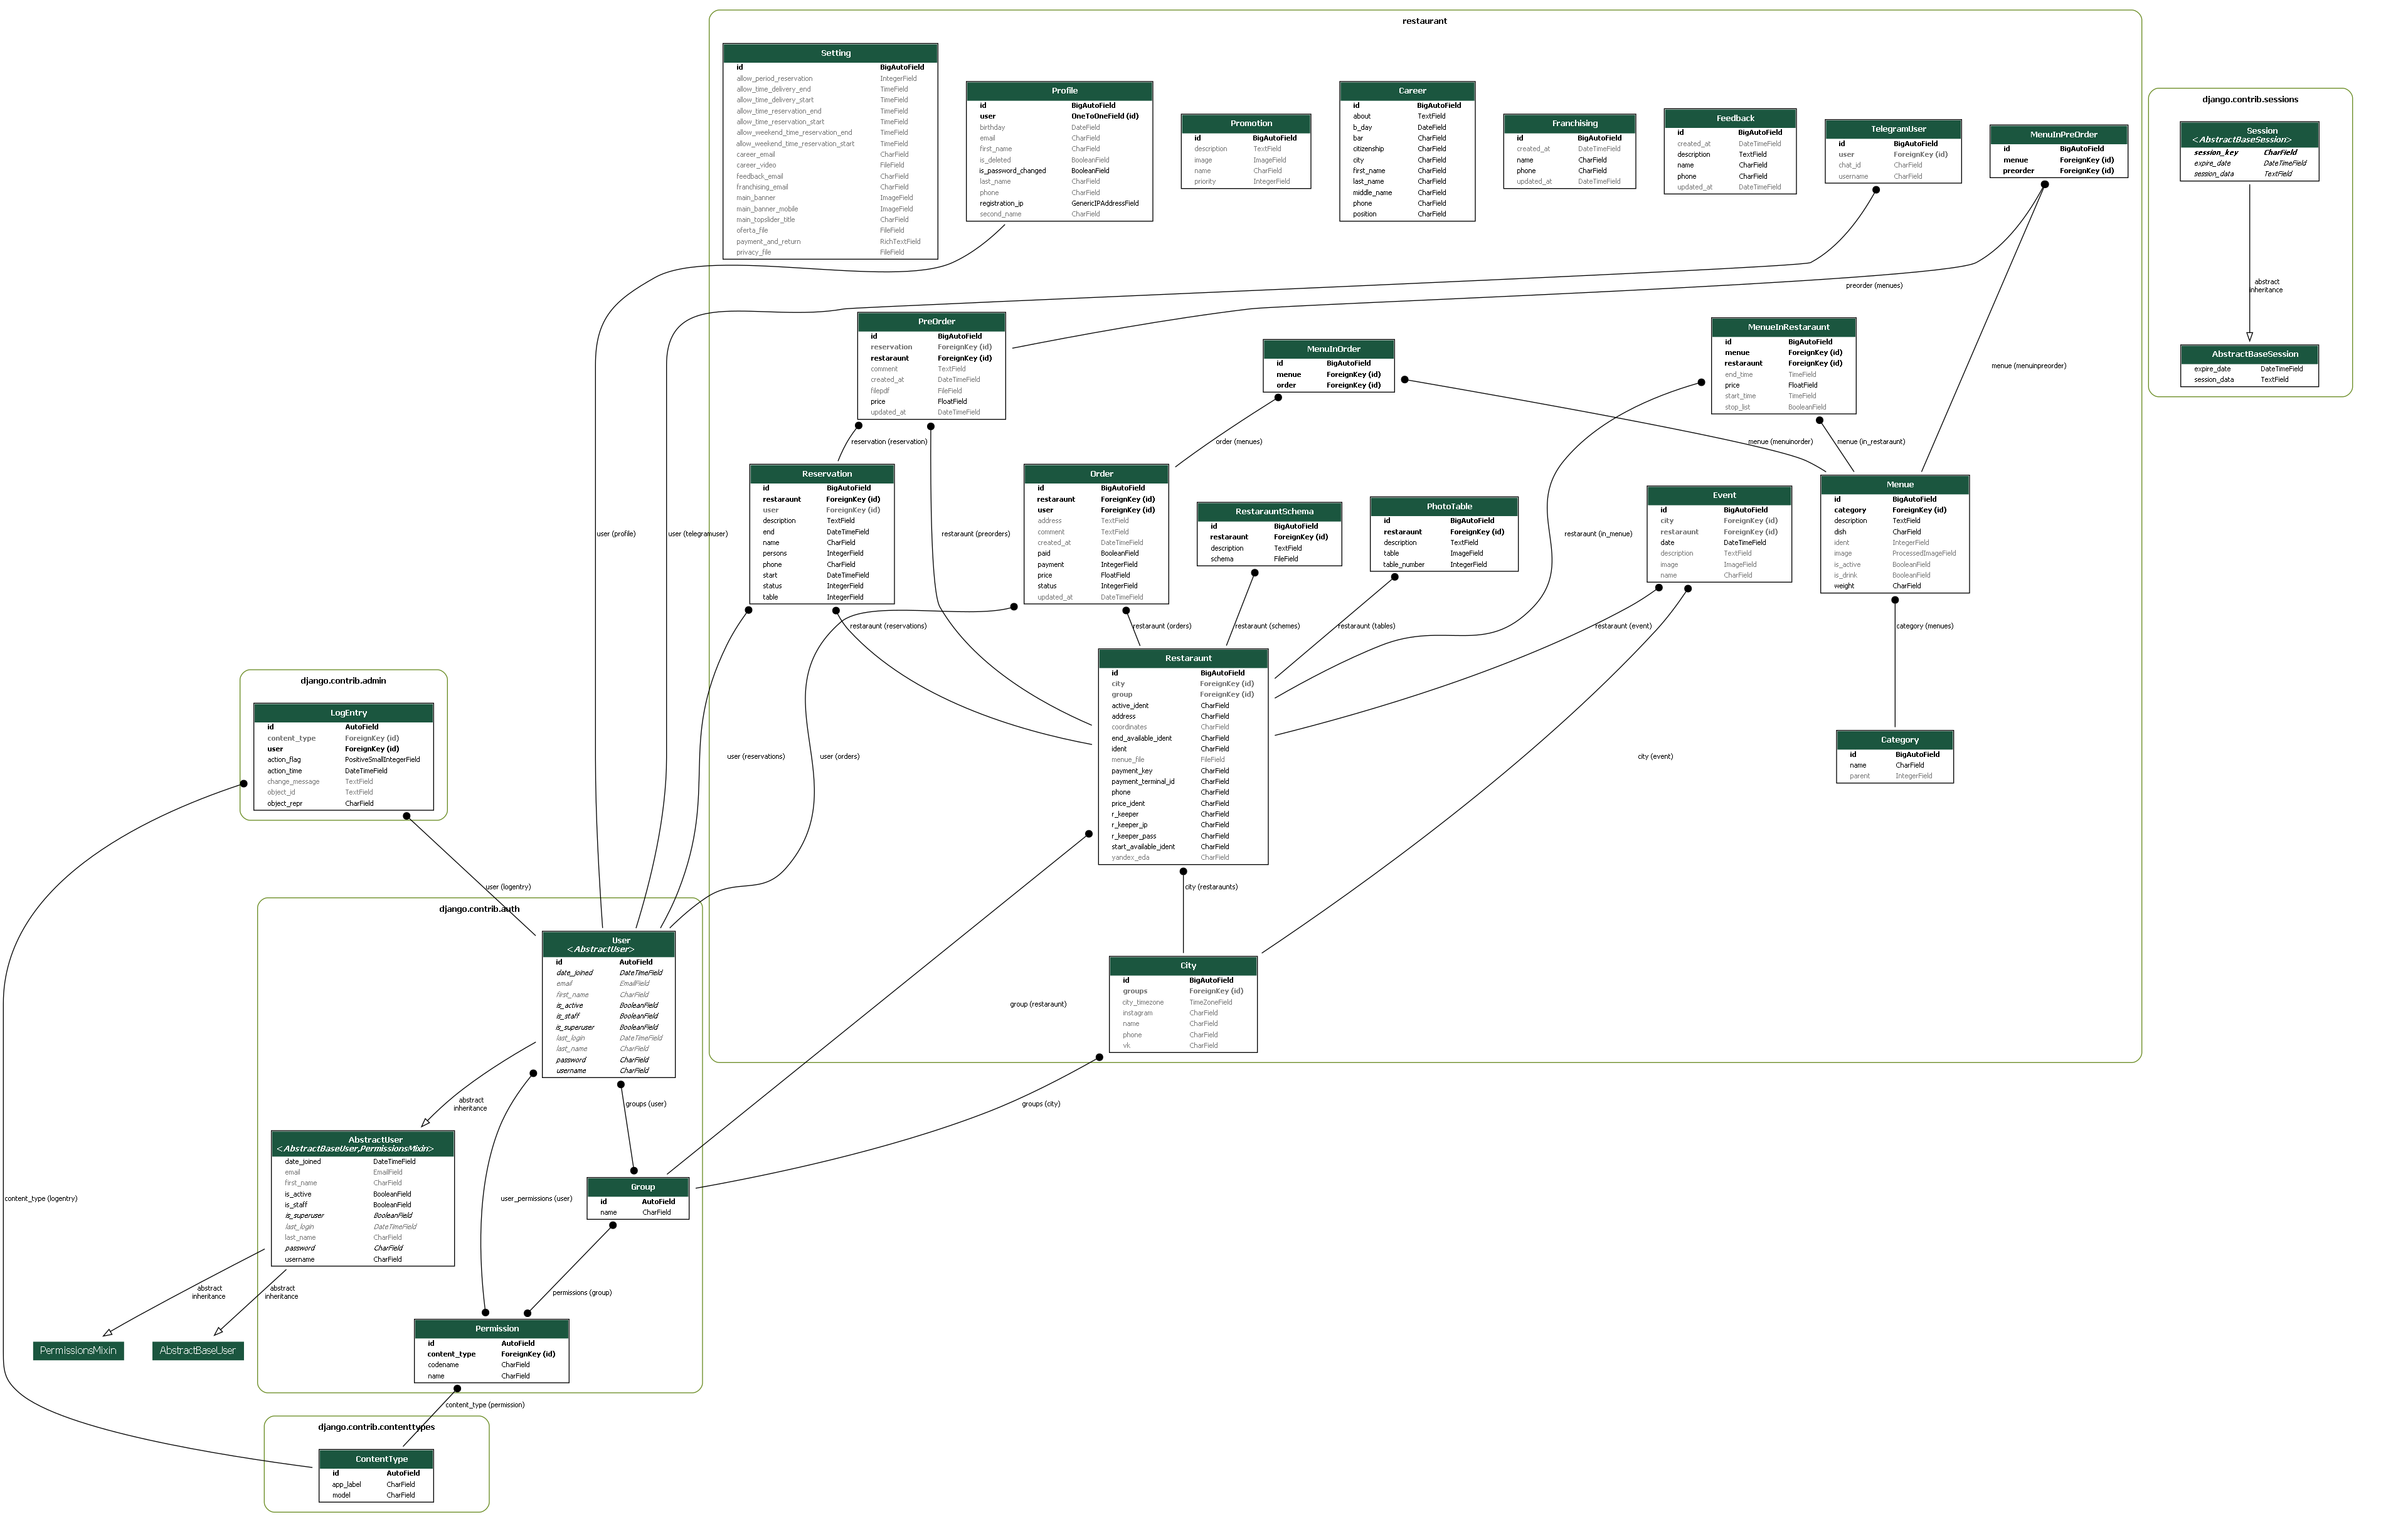 restaurant
Setting
id BigAutoField
allow_period_reservation IntegerField
allow_time_delivery_end TimeField
allow_time_delivery_start TimeField
allow_time_reservation_end TimeField
allow_time_reservation_start TimeField
allow_weekend_time_reservation_end TimeField
allow_weekend_time_reservation_start TimeField
career_email CharField
career_video FileField
feedback_email CharField
franchising_email CharField
main_banner ImageField
main_banner_mobile ImageField
main_topslider_title CharField
oferta_file FileField
payment_and_return RichTextField
privacy_file FileField
Profile
id BigAutoField
user OneToOneField (id)
birthday DateField
email CharField
first_name CharField
is_deleted BooleanField
is_password_changed BooleanField
last_name CharField
phone CharField
registration_ip GenericIPAddressField
second_name CharField
Promotion
id BigAutoField
description TextField
image ImageField
name CharField
priority IntegerField
Career
id BigAutoField
about TextField
b_day DateField
bar CharField
citizenship CharField
city CharField
first_name CharField
last_name CharField
middle_name CharField
phone CharField
position CharField
Franchising
id BigAutoField
created_at DateTimeField
name CharField
phone CharField
updated_at DateTimeField
Feedback
id BigAutoField
created_at DateTimeField
description TextField
name CharField
phone CharField
updated_at DateTimeField
TelegramUser
id BigAutoField
user ForeignKey (id)
chat_id CharField
username CharField
MenuInPreOrder
id BigAutoField
menue ForeignKey (id)
preorder ForeignKey (id)
django.contrib.sessions
Session
<AbstractBaseSession>
session_key CharField
expire_date DateTimeField
session_data TextField
abstract
inheritance
AbstractBaseSession
expire_date DateTimeField
session_data TextField
preorder (menues)
PreOrder
id BigAutoField
reservation ForeignKey (id)
restaraunt ForeignKey (id)
comment TextField
created_at DateTimeField
filepdf FileField
price FloatField
updated_at DateTimeField
MenuInOrder
id BigAutoField
menue ForeignKey (id)
order ForeignKey (id)
MenueInRestaraunt
id BigAutoField
menue ForeignKey (id)
restaraunt ForeignKey (id)
end_time TimeField
price FloatField
start_time TimeField
stop_list BooleanField
menue (menuinpreorder)
reservation (reservation)
order (menues)
menue (menuinorder)
menue (in_restaraunt)
Reservation
id BigAutoField
restaraunt ForeignKey (id)
user ForeignKey (id)
description TextField
end DateTimeField
name CharField
persons IntegerField
phone CharField
start DateTimeField
status IntegerField
table IntegerField
Order
id BigAutoField
restaraunt ForeignKey (id)
user ForeignKey (id)
address TextField
comment TextField
created_at DateTimeField
paid BooleanField
payment IntegerField
price FloatField
status IntegerField
updated_at DateTimeField
RestarauntSchema
id BigAutoField
restaraunt ForeignKey (id)
description TextField
schema FileField
PhotoTable
id BigAutoField
restaraunt ForeignKey (id)
description TextField
table ImageField
table_number IntegerField
Event
id BigAutoField
city ForeignKey (id)
restaraunt ForeignKey (id)
date DateTimeField
description TextField
image ImageField
name CharField
Menue
id BigAutoField
category ForeignKey (id)
description TextField
dish CharField
ident IntegerField
image ProcessedImageField
is_active BooleanField
is_drink BooleanField
weight CharField
user (profile)
user (telegramuser)
restaraunt (preorders)
restaraunt (in_menue)
restaraunt (reservations)
restaraunt (orders)
restaraunt (schemes)
restaraunt (tables)
restaraunt (event)
category (menues)
Restaraunt
id BigAutoField
city ForeignKey (id)
group ForeignKey (id)
active_ident CharField
address CharField
coordinates CharField
end_available_ident CharField
ident CharField
menue_file FileField
payment_key CharField
payment_terminal_id CharField
phone CharField
price_ident CharField
r_keeper CharField
r_keeper_ip CharField
r_keeper_pass CharField
start_available_ident CharField
yandex_eda CharField
Category
id BigAutoField
name CharField
parent IntegerField
user (reservations)
user (orders)
city (event)
django.contrib.admin
LogEntry
id AutoField
content_type ForeignKey (id)
user ForeignKey (id)
action_flag PositiveSmallIntegerField
action_time DateTimeField
change_message TextField
object_id TextField
object_repr CharField
user (logentry)
city (restaraunts)
django.contrib.auth
User
<AbstractUser>
id AutoField
date_joined DateTimeField
email EmailField
first_name CharField
is_active BooleanField
is_staff BooleanField
is_superuser BooleanField
last_login DateTimeField
last_name CharField
password CharField
username CharField
City
id BigAutoField
groups ForeignKey (id)
city_timezone TimeZoneField
instagram CharField
name CharField
phone CharField
vk CharField
group (restaraunt)
abstract
inheritance
groups (user)
groups (city)
AbstractUser
<AbstractBaseUser,PermissionsMixin>
date_joined DateTimeField
email EmailField
first_name CharField
is_active BooleanField
is_staff BooleanField
is_superuser BooleanField
last_login DateTimeField
last_name CharField
password CharField
username CharField
content_type (logentry)
user_permissions (user)
Group
id AutoField
name CharField
abstract
inheritance
abstract
inheritance
permissions (group)
PermissionsMixin
AbstractBaseUser
Permission
id AutoField
content_type ForeignKey (id)
codename CharField
name CharField
content_type (permission)
django.contrib.contenttypes
ContentType
id AutoField
app_label CharField
model CharField